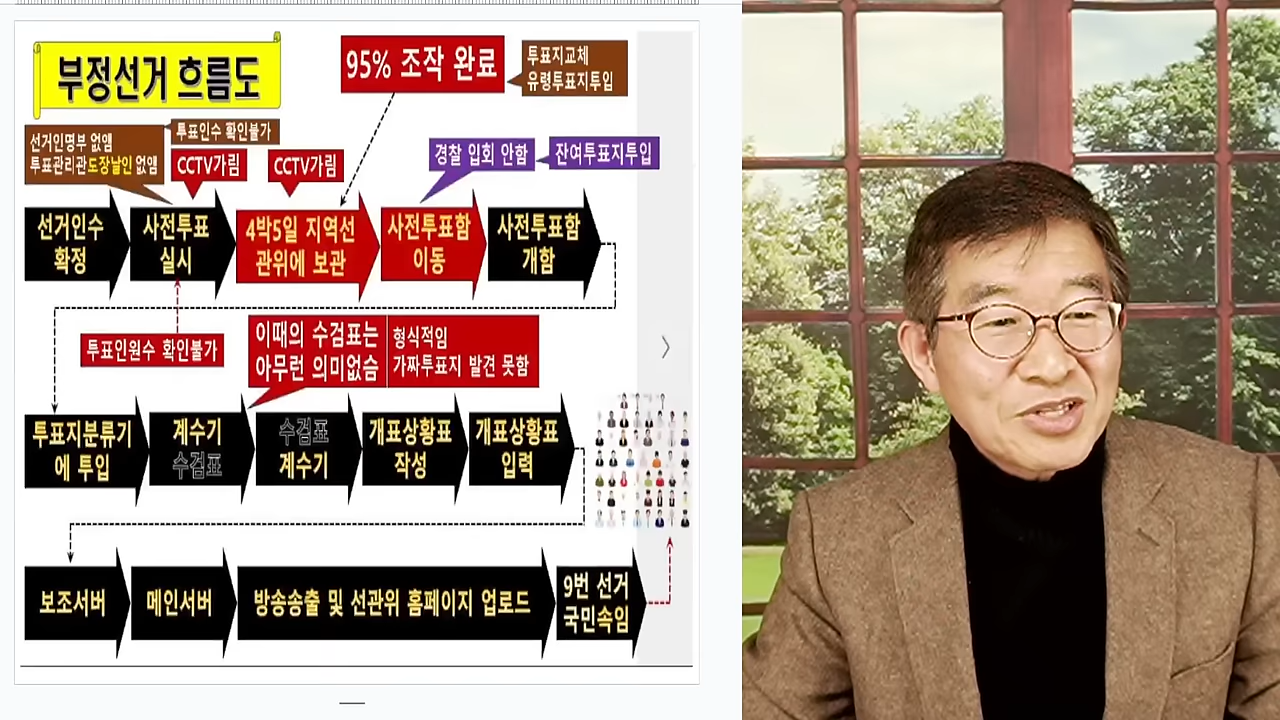 부정선거 흐름도
95% 조작 완료
투표지교체
유령투표지투입
선거인명부 없앰
투표관리관도장날인 없앰
투표인수 확인불가
CCTV가림
CCTV가림
경찰 입회 안함
잔여투표지투입
선거인수
확정
사전투표
실시
4박5일 지역선
관위에 보관
사전투표함
이동
사전투표함
개함
투표인원수 확인불가
이때의 수검표는
아무런 의미없슴
형식적임
가짜투표지 발견 못함
투표지분류기
에 투입
계수기
수검표
수검표
계수기
개표상황표
작성
개표상황표
입력
보조서버
메인서버
방송송출 및 선관위 홈페이지 업로드
9번 선거
국민속임